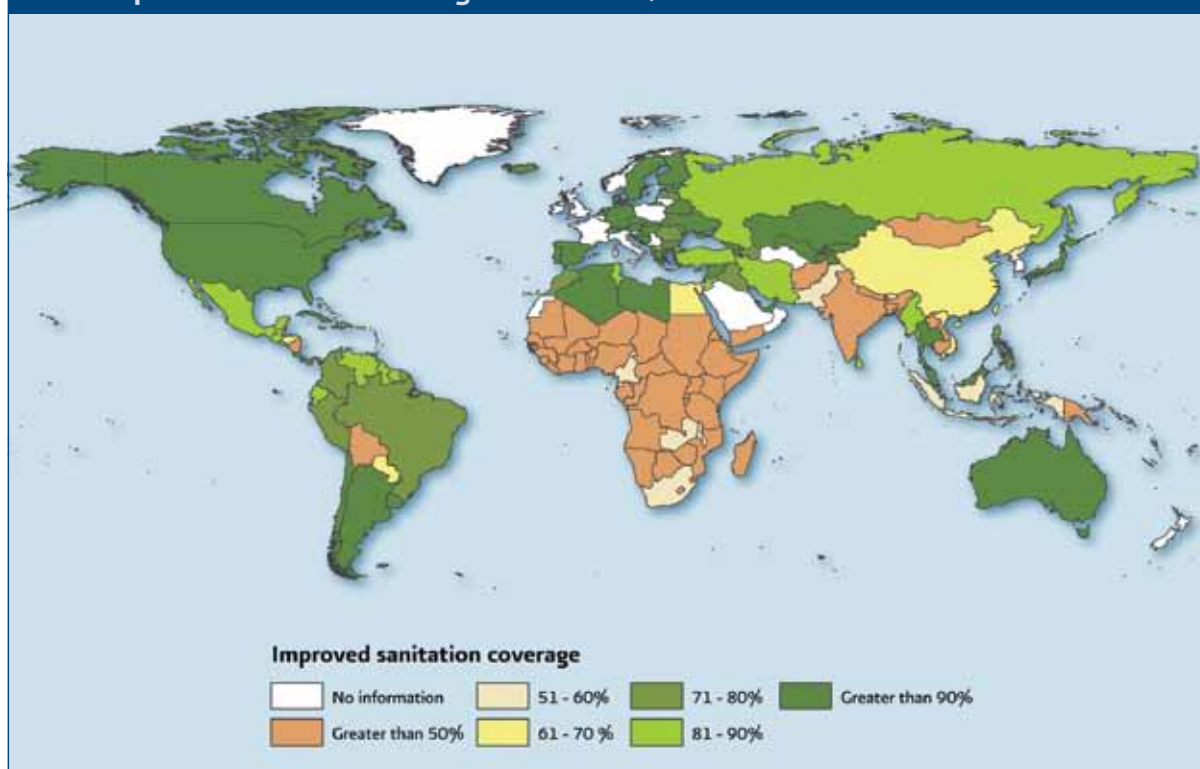 Improved sanitation coverage
No information
51 - 60%
71 - 80%
Greater than 90%
Greater than 50%
61 - 70 %
81 - 90%